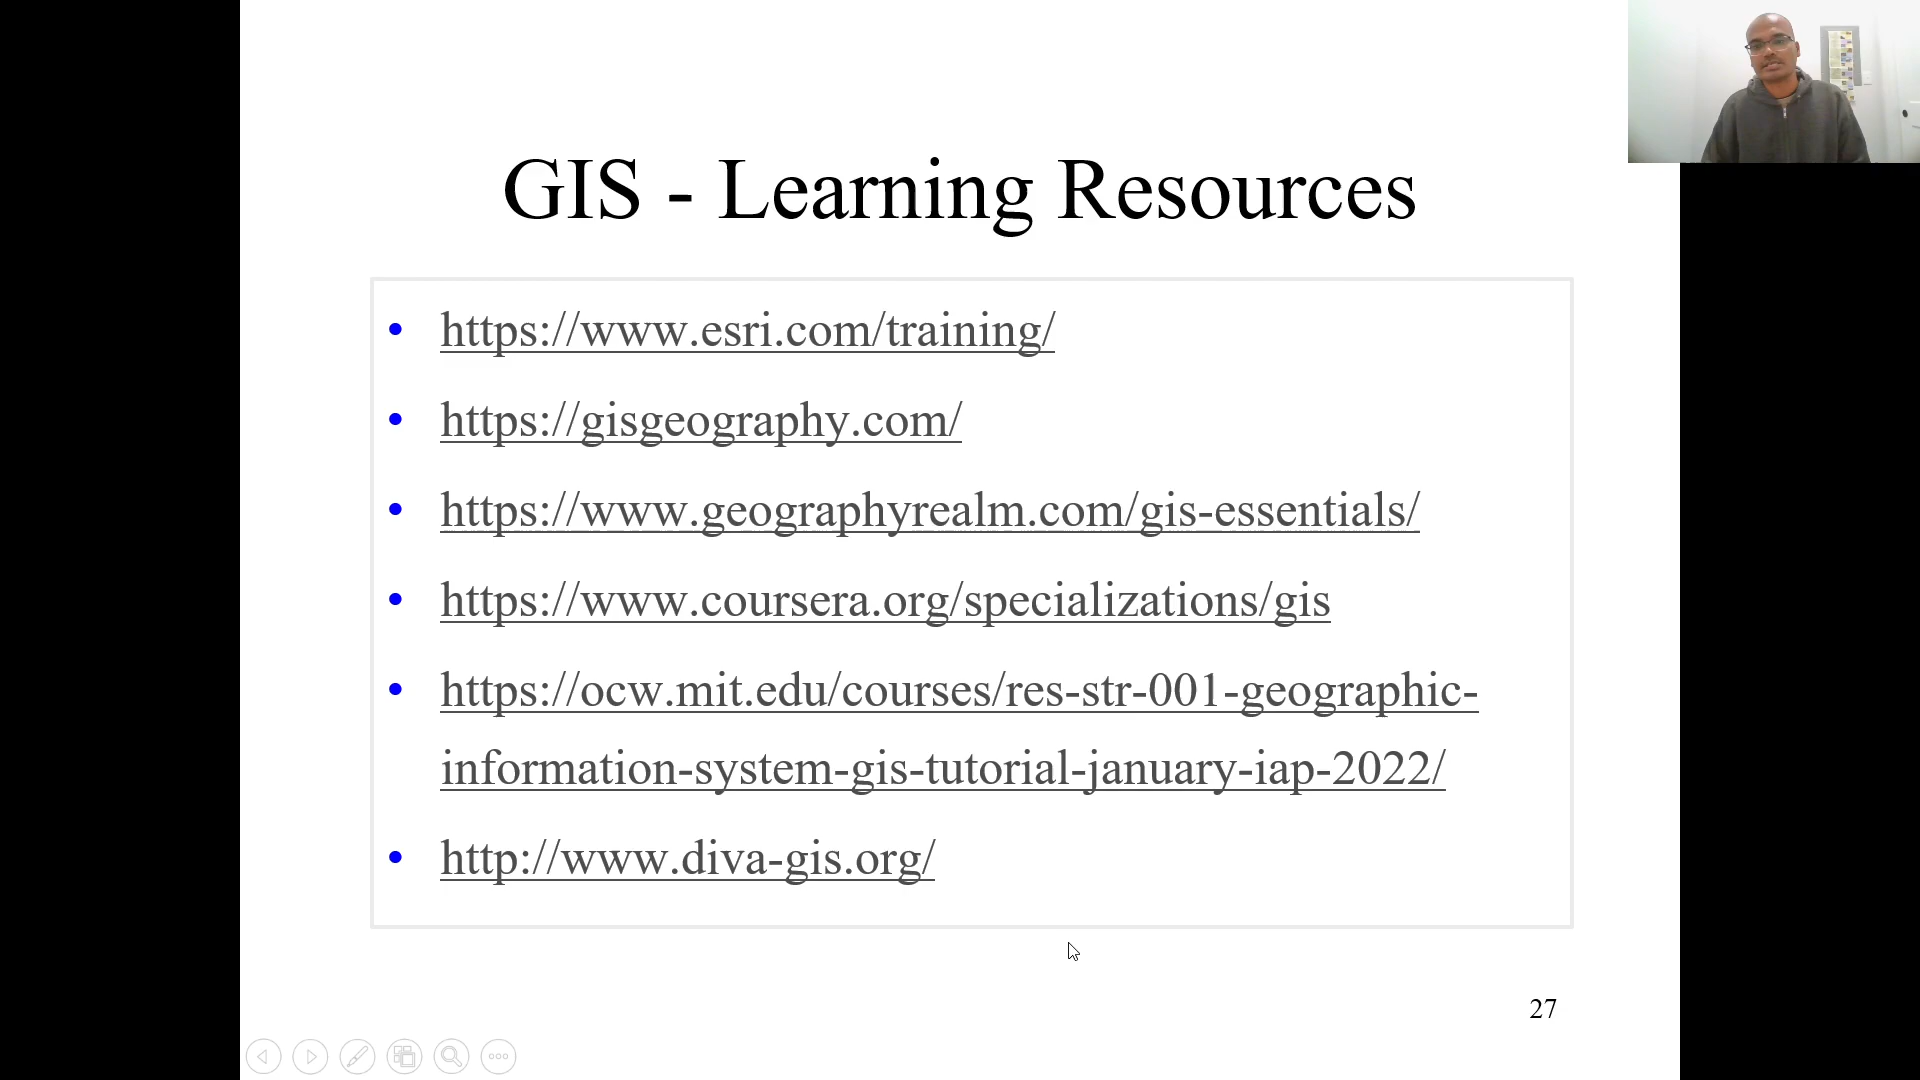 GIS - Learning Resources
• https://www.esri.com/training/
• https://gisgeography.com/
• https://www.geographyrealm.com/gis-essentials/
• https://www.coursera.org/specializations/gis
• https://ocw.mit.edu/courses/res-str-001-geographic-
information-system-gis-tutorial-january-iap-2022/
• http://www.diva-gis.org/
27